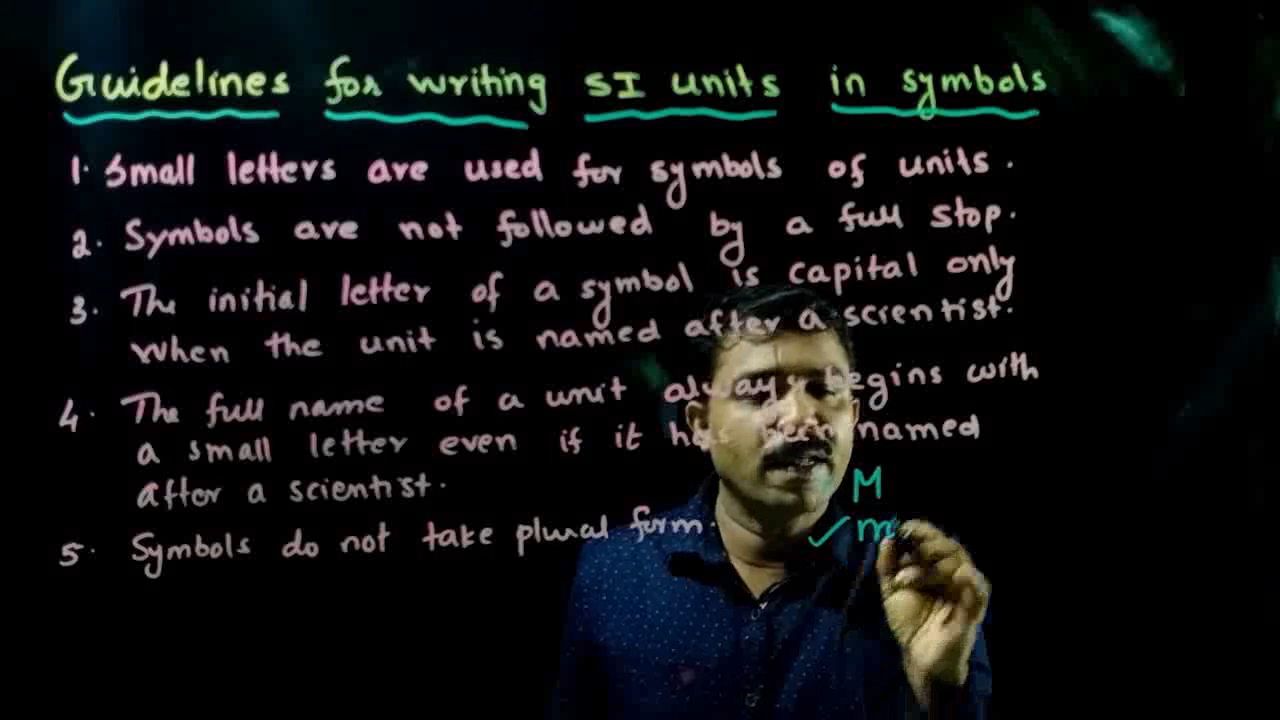 Guidelines for writing SI units in symbols
1. Small letters are used for symbols of units.
2. Symbols are not followed by a full stop.
3. The initial letter of a symbol is capital only
when the unit is named after a scientist.
4. The full name of a unit always begins with
a small letter even if it has been named
after a scientist.
M
5. Symbols do not take plural form. ✓ m